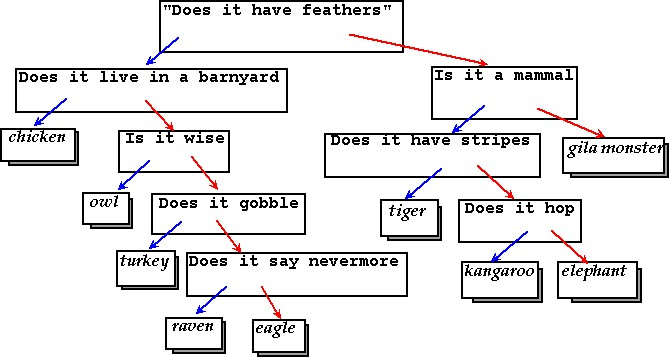 "Does it have feathers"
Does it live in a barnyard
Is it a mammal
chicken
Is it wise
Does it have stripes
gila monster
owl
Does it gobble
tiger
Does it hop
turkey
Does it say nevermore
kangaroo
elephant
raven
eagle